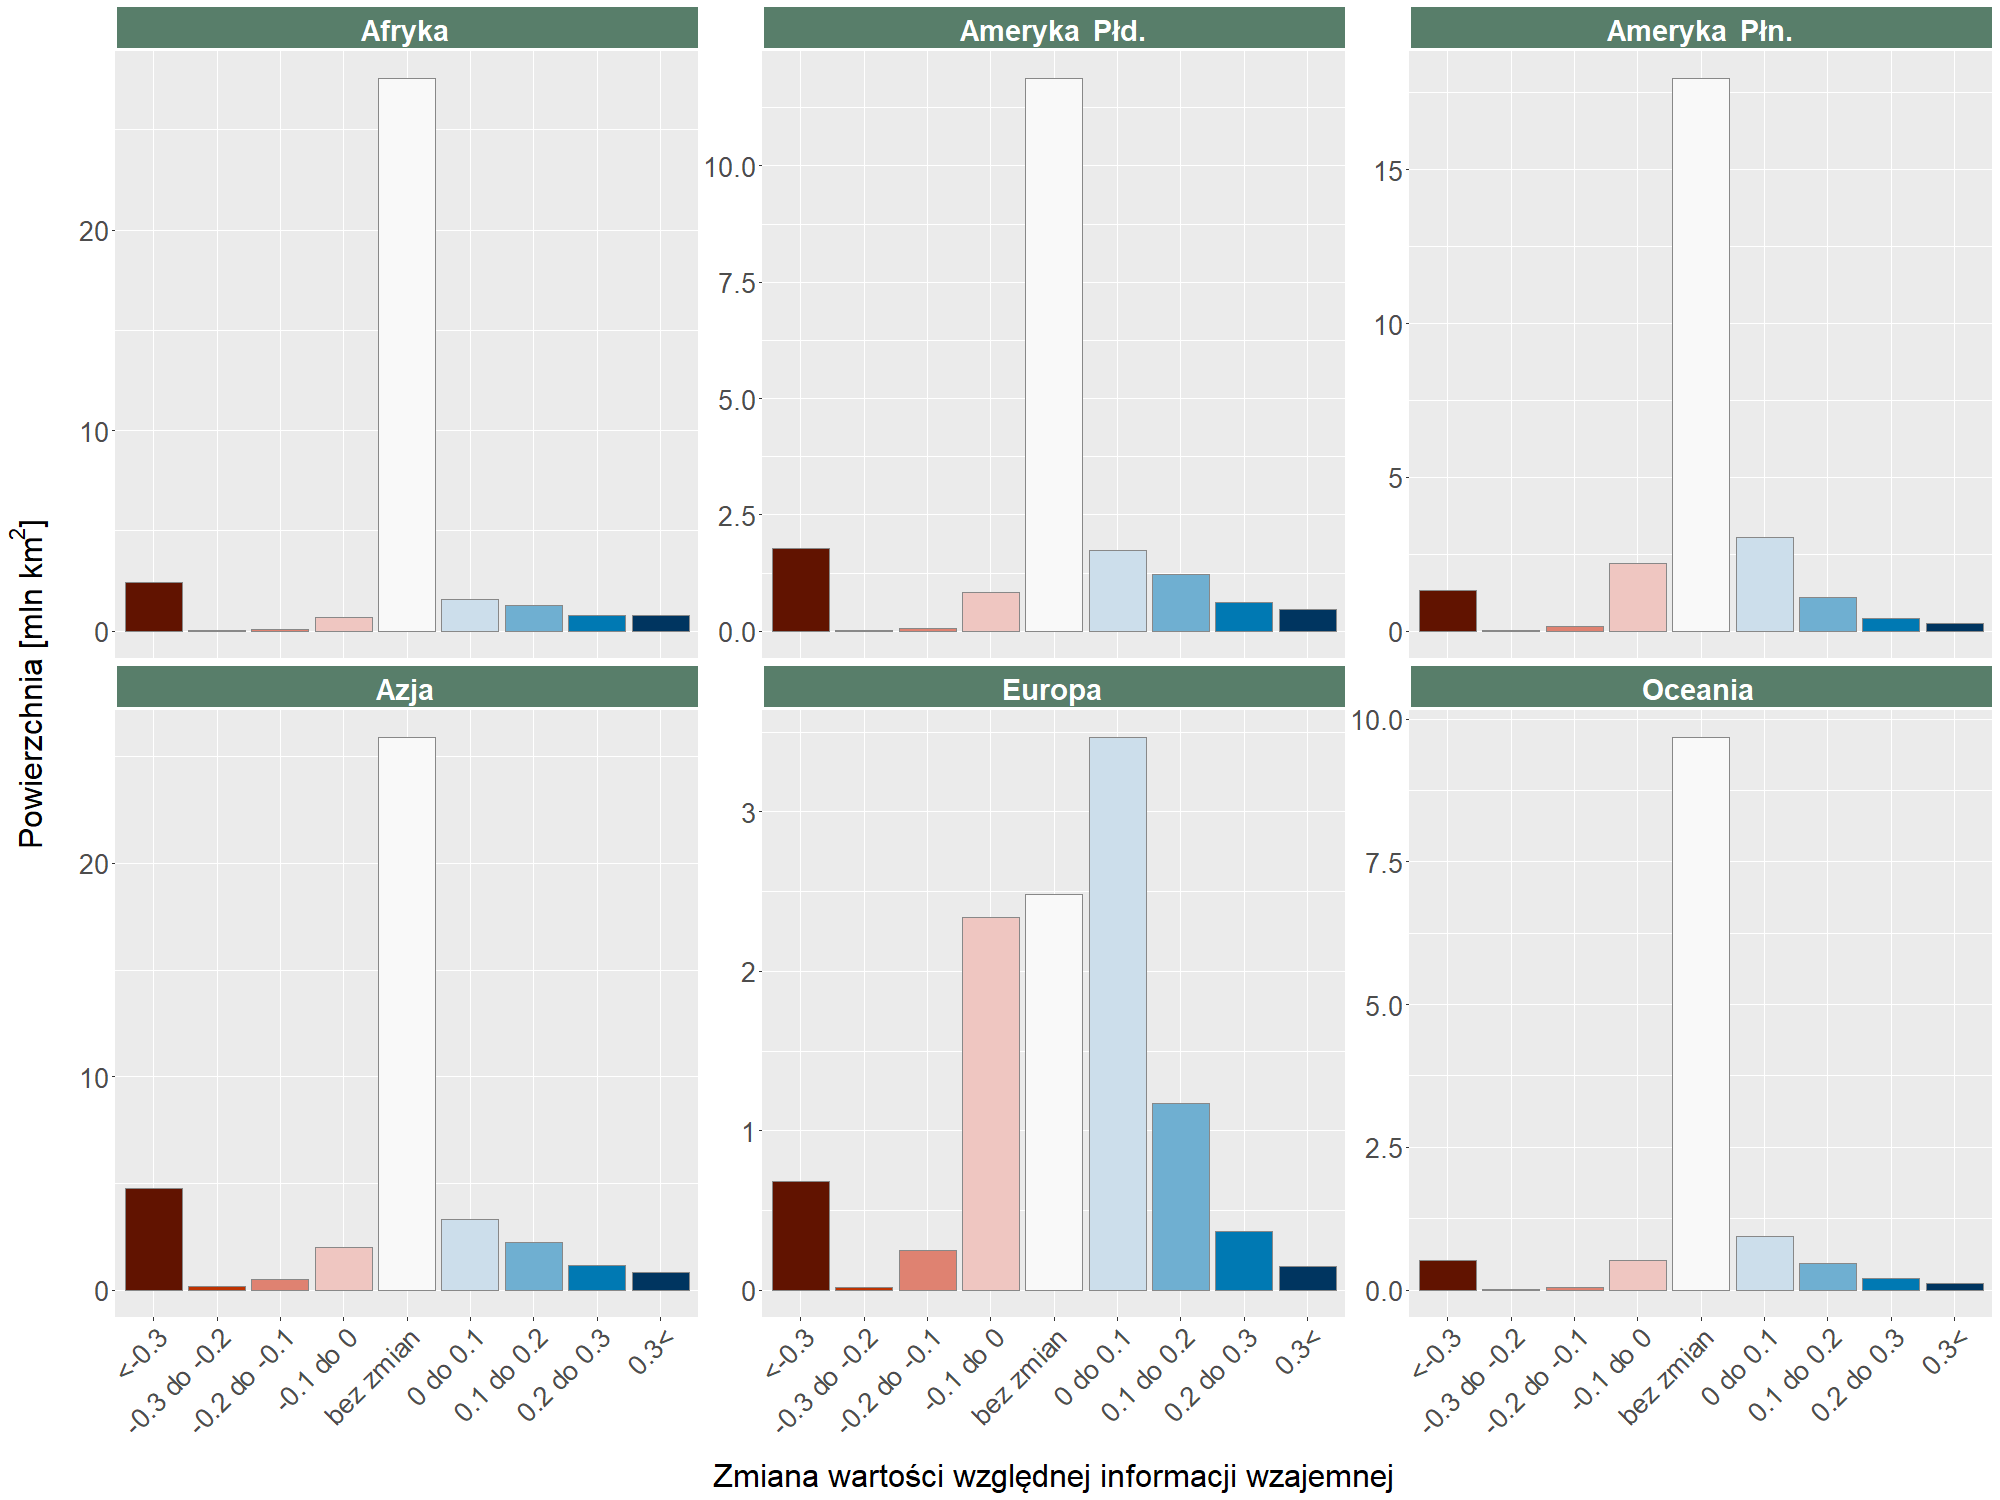 Afryka
Ameryka Płd.
Ameryka Płn.
20
10
0
10.0
7.5
5.0
2.5
0.0
15
10
5
0
Powierzchnia [mln km²]
Azja
Europa
Oceania
20
10
0
3
2
1
0
10.0
7.5
5.0
2.5
0.0
<-0.3
-0.3 do -0.2
-0.2 do -0.1
-0.1 do 0
bez zmian
0 do 0.1
0.1 do 0.2
0.2 do 0.3
0.3<
<-0.3
-0.3 do -0.2
-0.2 do -0.1
-0.1 do 0
bez zmian
0 do 0.1
0.1 do 0.2
0.2 do 0.3
0.3<
<-0.3
-0.3 do -0.2
-0.2 do -0.1
-0.1 do 0
bez zmian
0 do 0.1
0.1 do 0.2
0.2 do 0.3
0.3<
Zmiana wartości względnej informacji wzajemnej